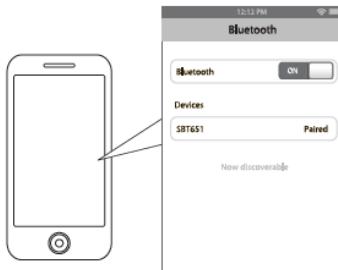 12:12 PM
Bluetooth
Bluetooth ON
Devices
SBT651 Paired
Now discoverable